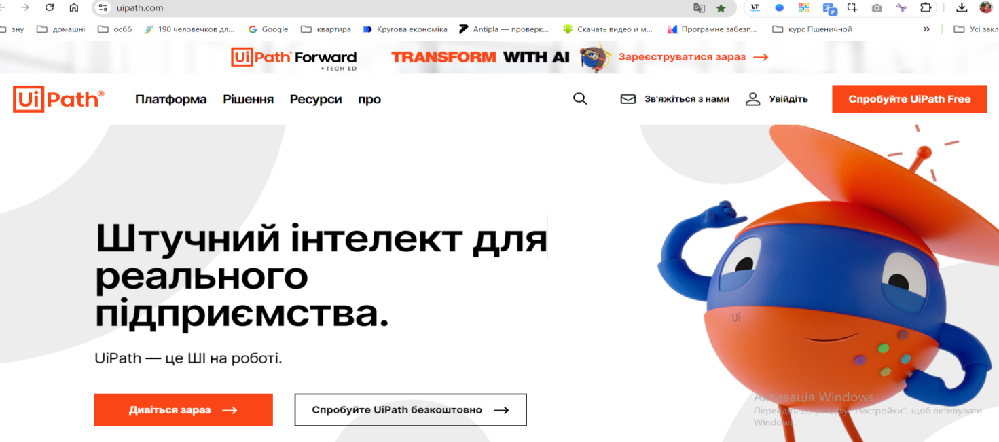 uipath.com
зну домашні осбб 190 человечков дл... Google квартира Кругова економіка Antipla — проверк... Скачать видео и м... Програмне забезп... курс Пшеничной » Усі закл
UiPath Forward TRANSFORM WITH AI Зареєструватися зараз →
+ TECH ED
UiPath® Платформа Рішення Ресурси про Зв'яжіться з нами Увійдіть Спробуйте UiPath Free
Штучний інтелект для
реального
підприємства.
UiPath — це ШІ на роботі.
Дивіться зараз → Спробуйте UiPath безкоштовно →
Ui
Активація Windows
Перейдіть до розділу "Настройки", щоб активувати
Windows.